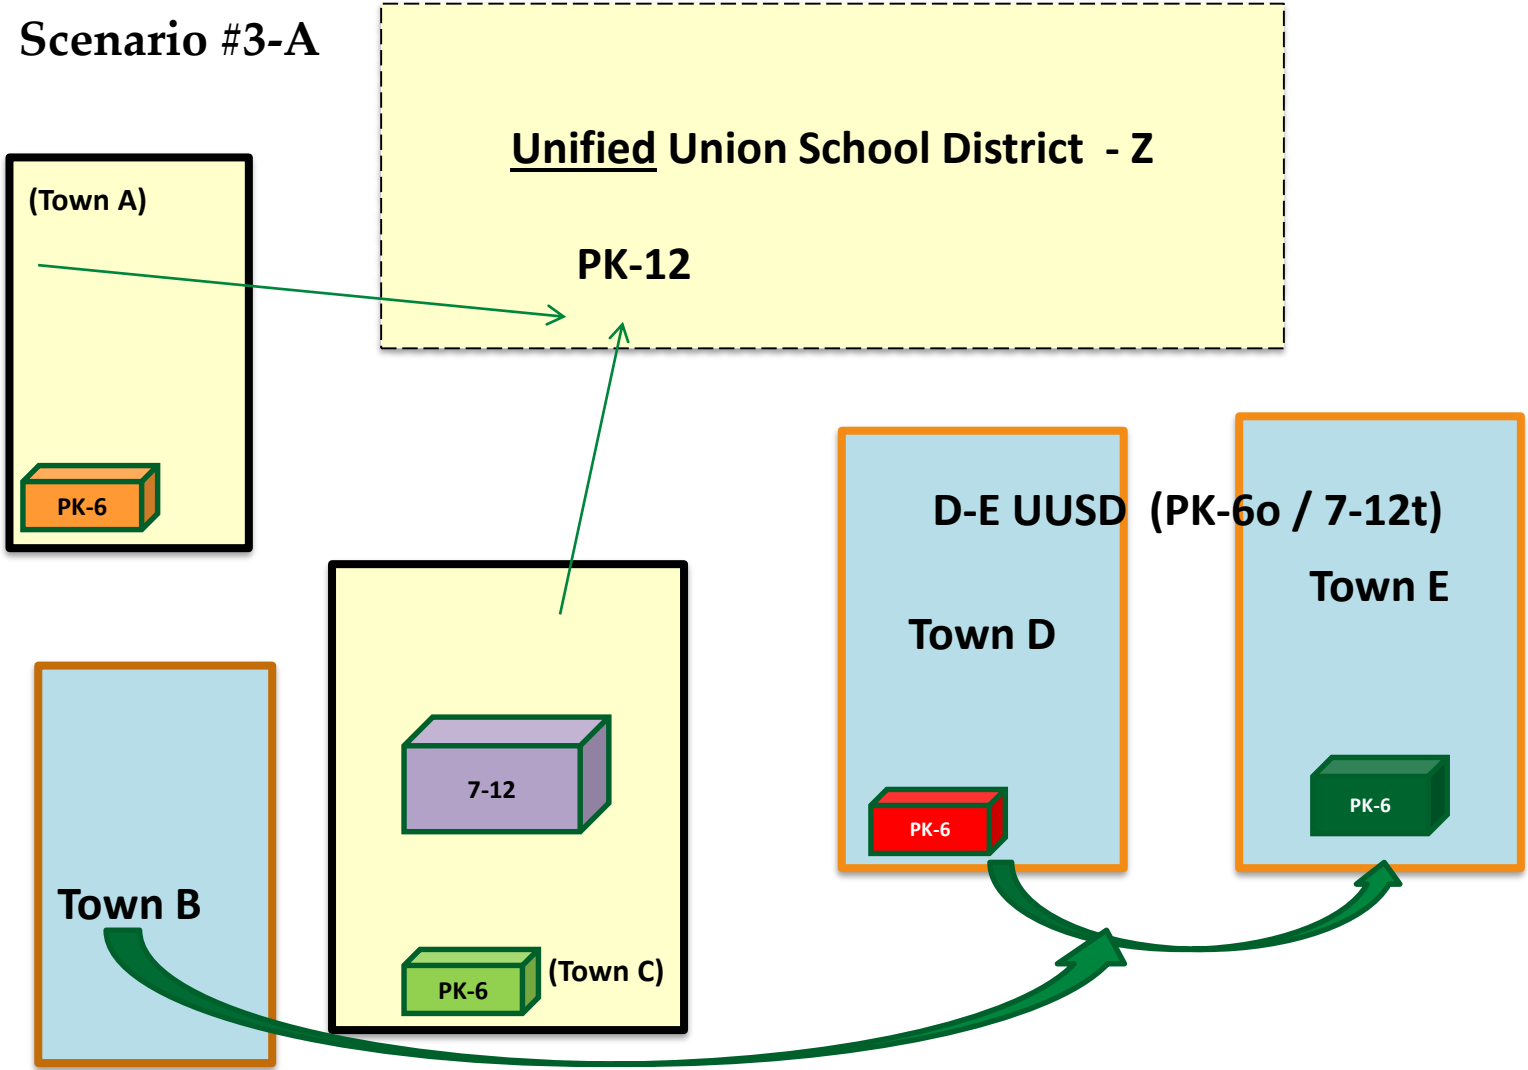 Scenario #3-A
Unified Union School District - Z
PK-12
(Town A)
PK-6
D-E UUSD (PK-6o / 7-12t)
Town E
Town D
7-12
PK-6
PK-6
Town B
(Town C)
PK-6